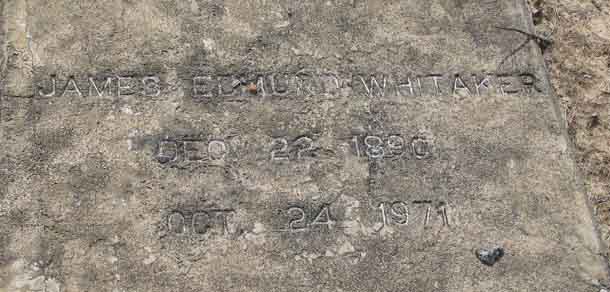 JAMES EDMUND WHITAKER
DEC. 22 1890
OCT. 24 1971